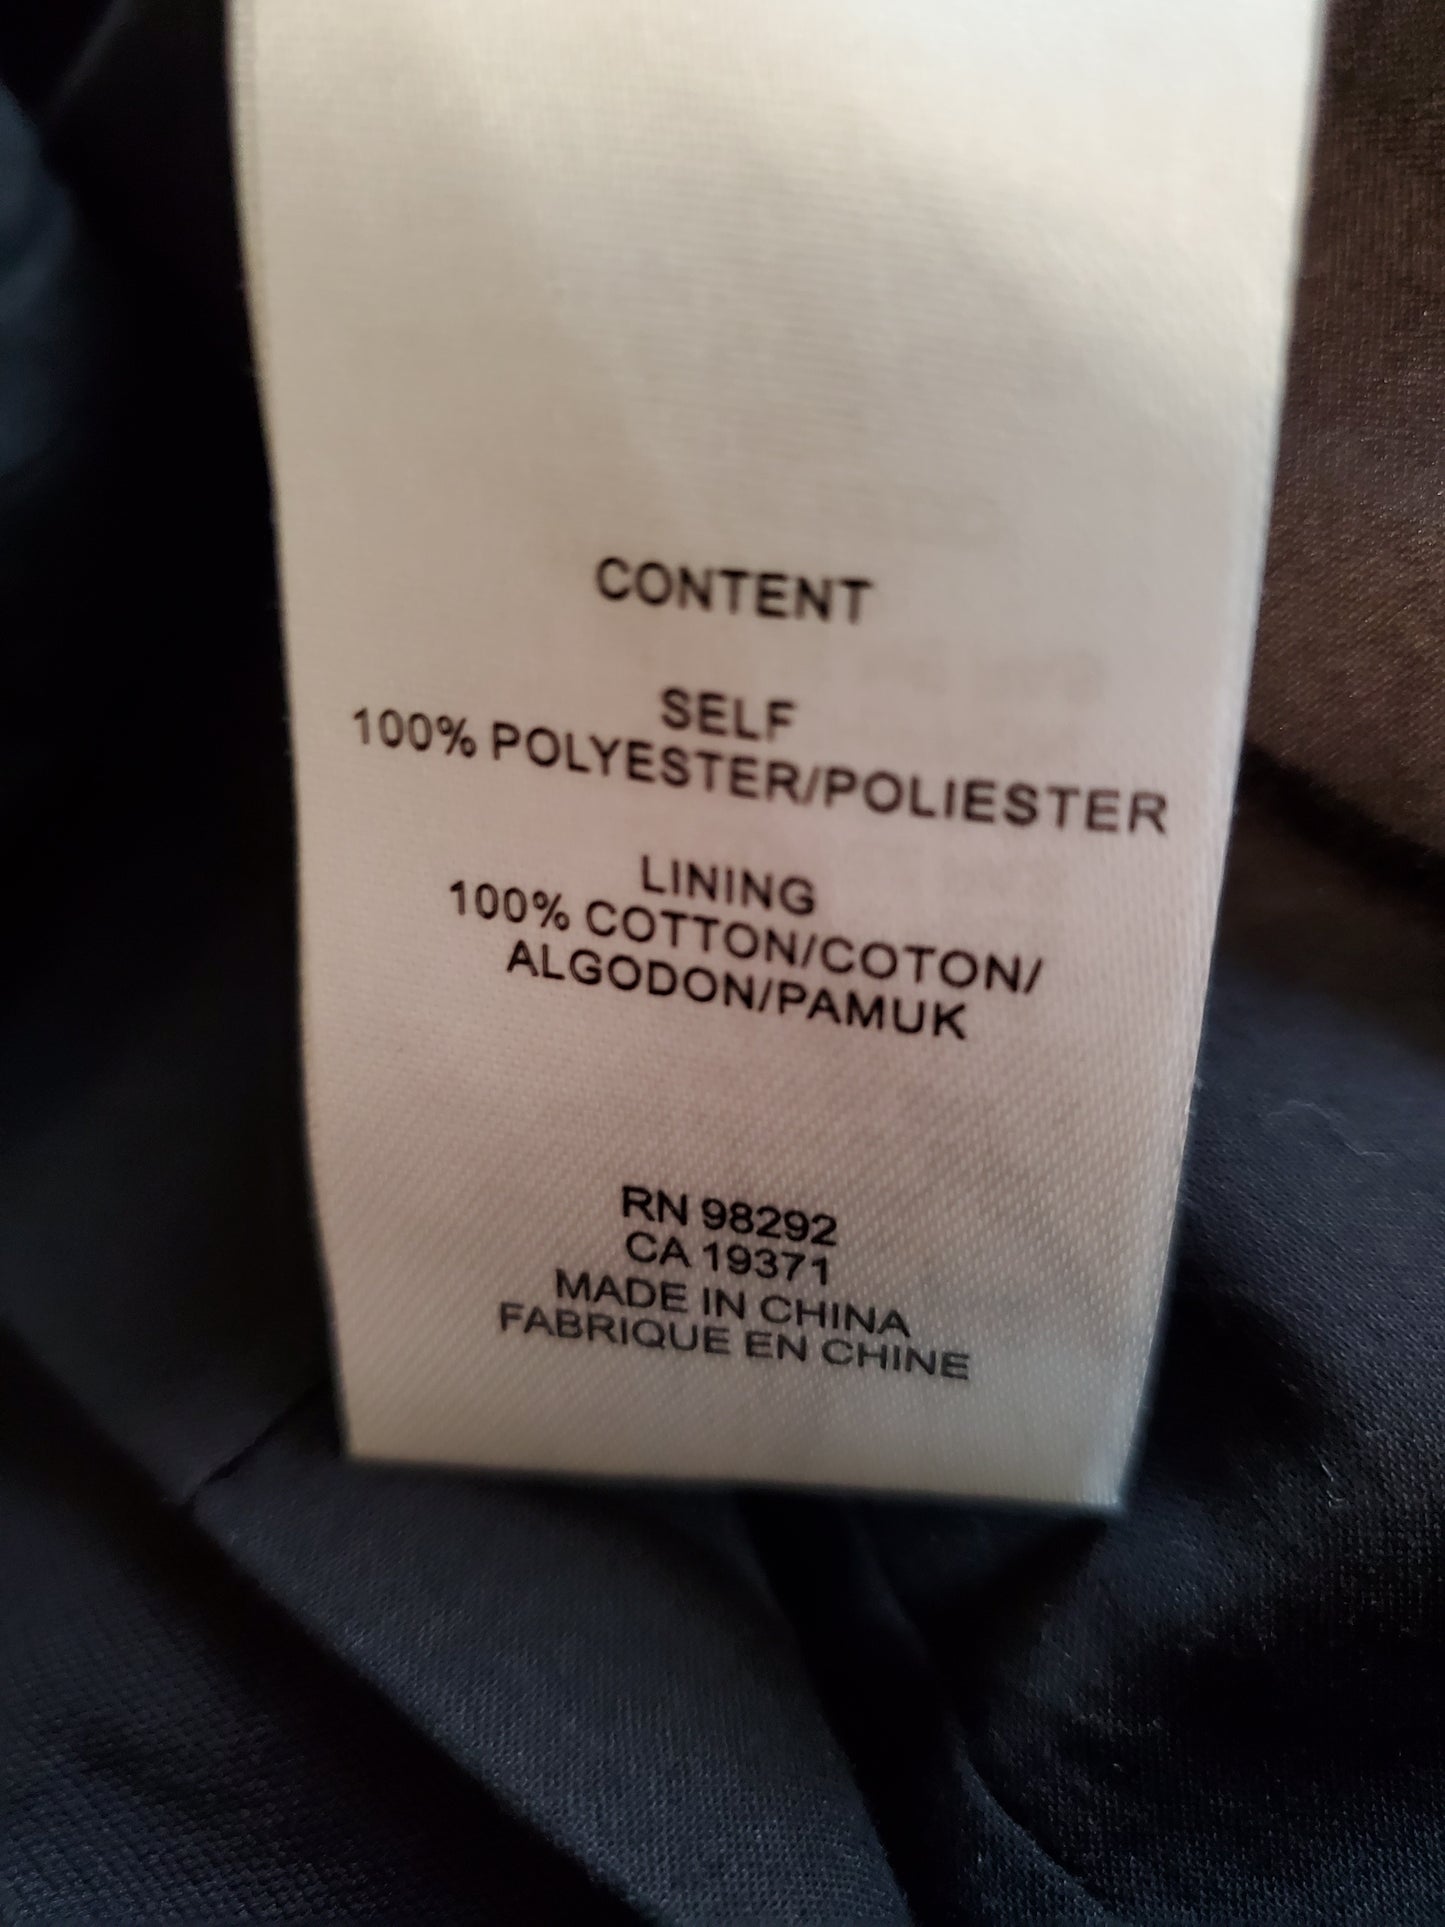 CONTENT
SELF
100% POLYESTER/POLIESTER
LINING
100% COTTON/COTON/
ALGODON/PAMUK
RN 98292
CA 19371
MADE IN CHINA
FABRIQUE EN CHINE